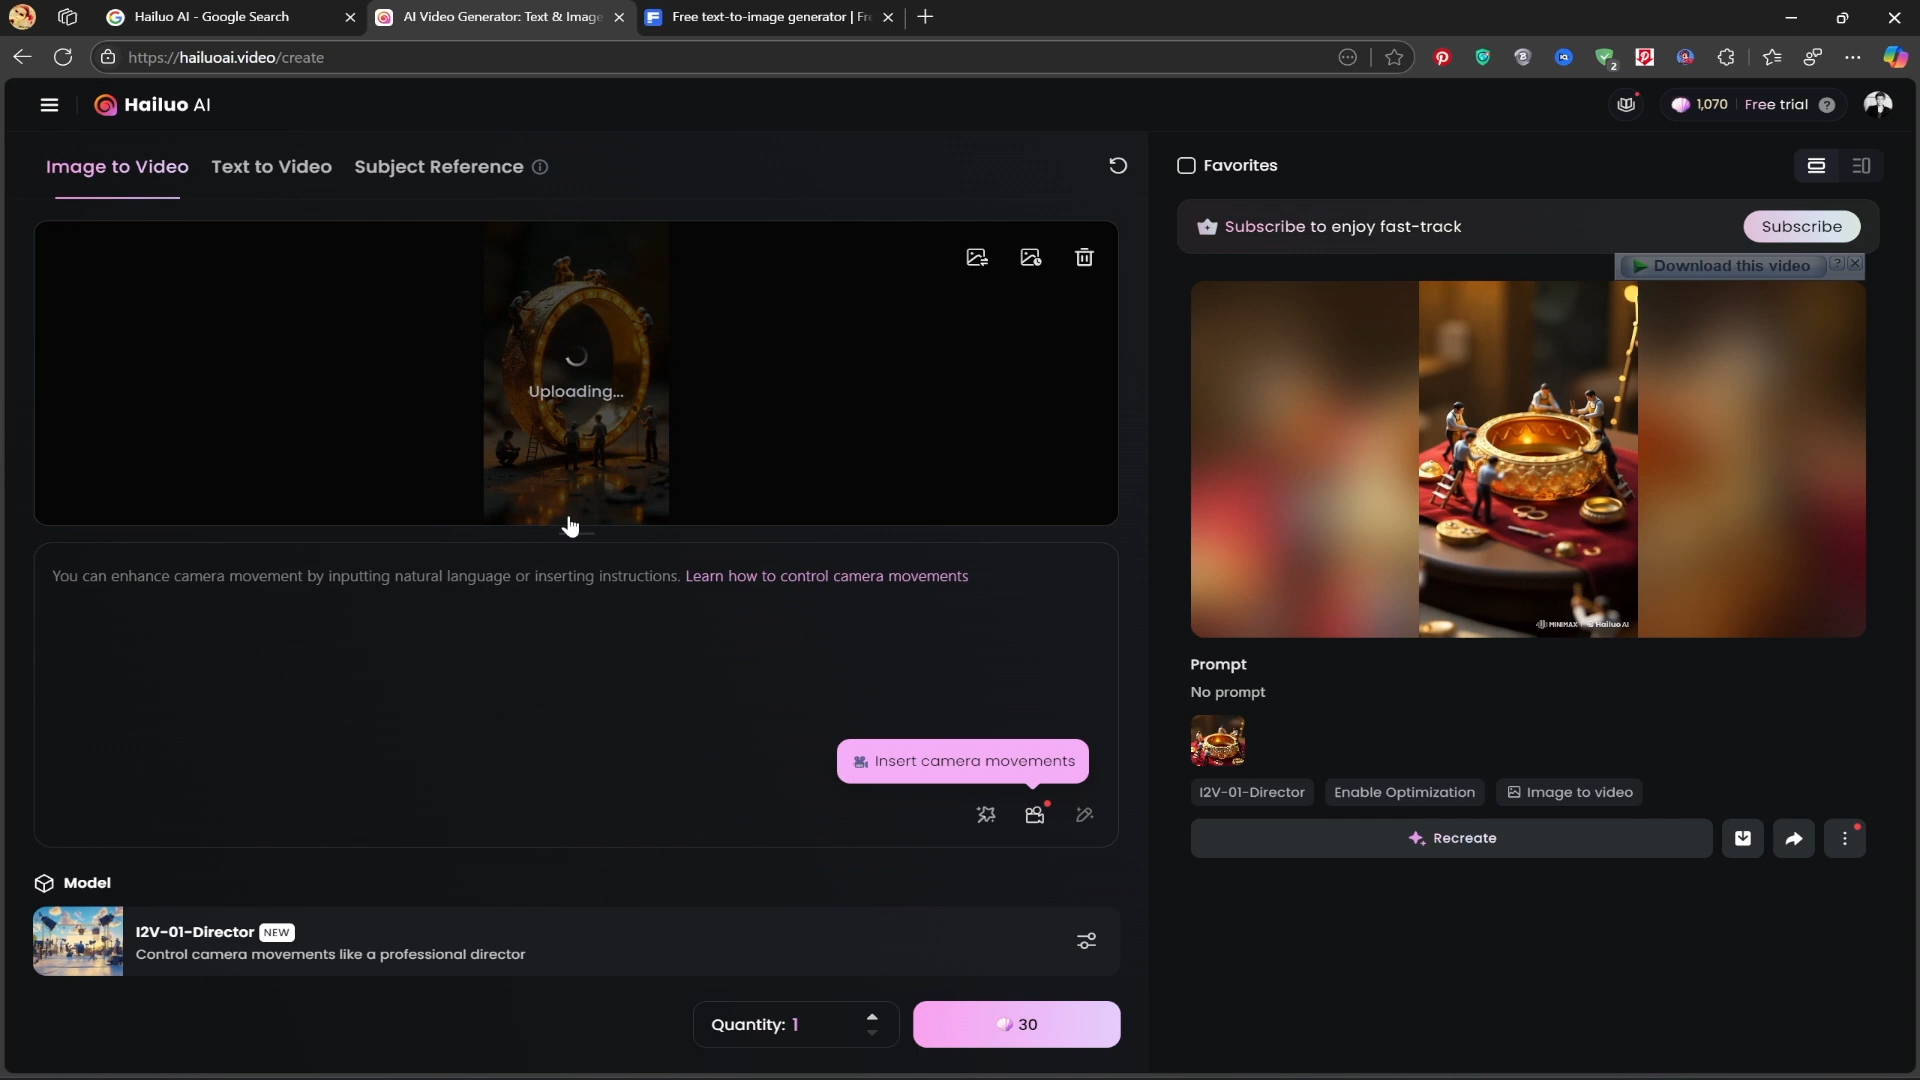 Hailuo AI - Google Search
AI Video Generator: Text & Image
Free text-to-image generator | Fr
https://hailuoai.video/create
2
Hailuo AI
1,070
Free trial
Image to Video
Text to Video
Subject Reference
Favorites
Subscribe to enjoy fast-track
Subscribe
Download this video
Uploading...
MINIMAX | Hailuo AI
You can enhance camera movement by inputting natural language or inserting instructions. Learn how to control camera movements
Prompt
No prompt
Insert camera movements
I2V-01-Director
Enable Optimization
Image to video
Recreate
Model
I2V-01-Director NEW
Control camera movements like a professional director
Quantity: 1
30